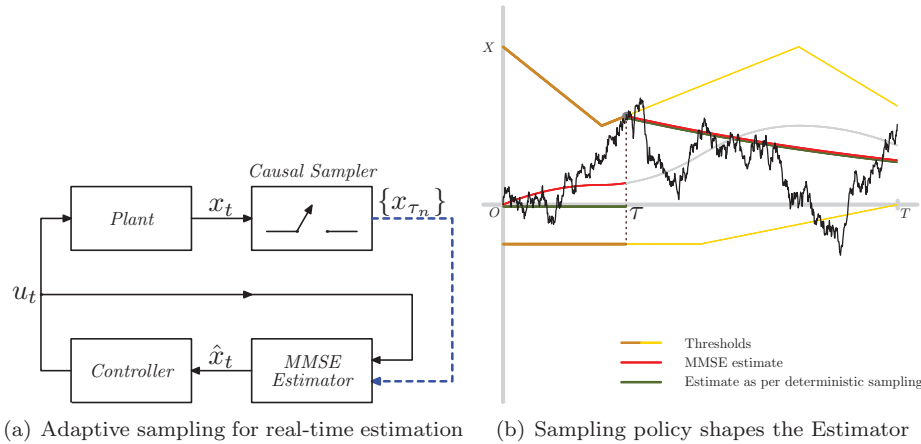 Causal Sampler
Plant
x_t
{x_{τ_n}}
u_t
Controller
x̂_t
MMSE
Estimator
(a) Adaptive sampling for real-time estimation
X
O
τ
T
Thresholds
MMSE estimate
Estimate as per deterministic sampling
(b) Sampling policy shapes the Estimator